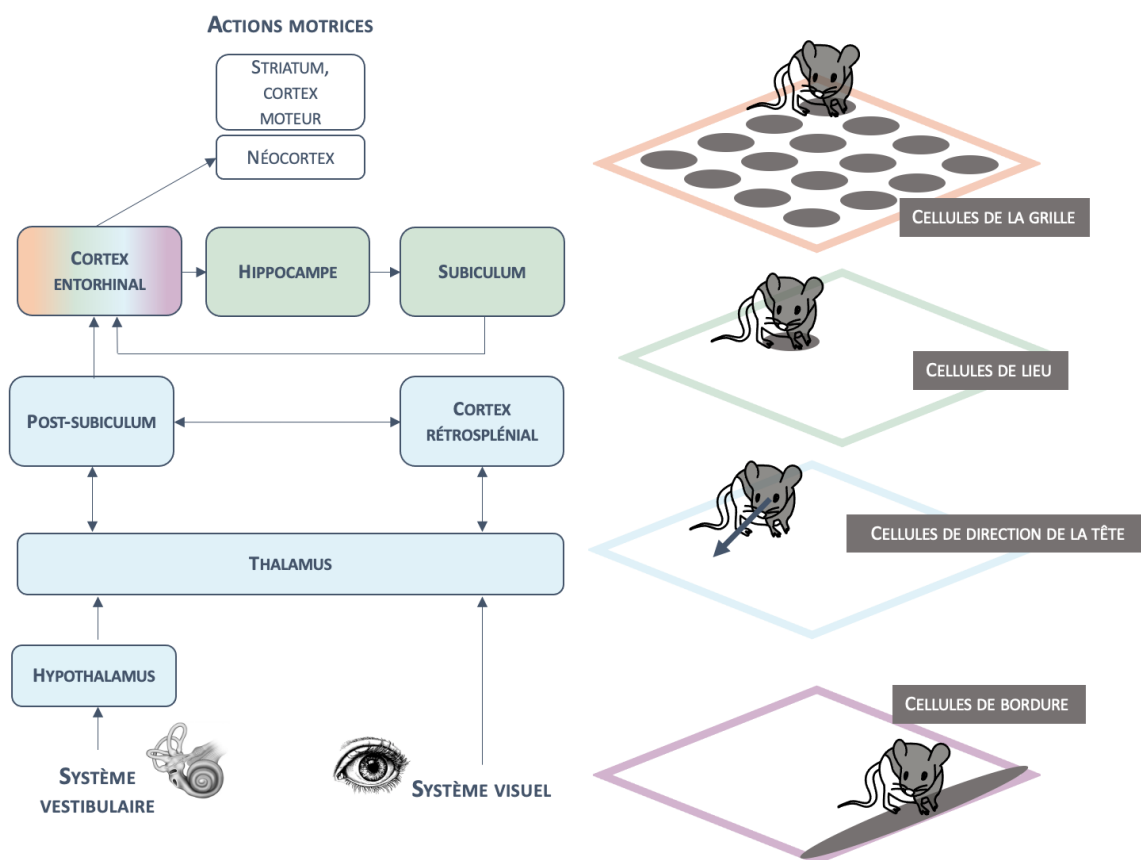 ACTIONS MOTRICES
STRIATUM,
CORTEX
MOTEUR
NÉOCORTEX
CORTEX
ENTORHINAL
HIPPOCAMPE
SUBICULUM
POST-SUBICULUM
CORTEX
RÉTROSPLÉNIAL
THALAMUS
HYPOTHALAMUS
SYSTÈME
VESTIBULAIRE
SYSTÈME VISUEL
CELLULES DE LA GRILLE
CELLULES DE LIEU
CELLULES DE DIRECTION DE LA TÊTE
CELLULES DE BORDURE